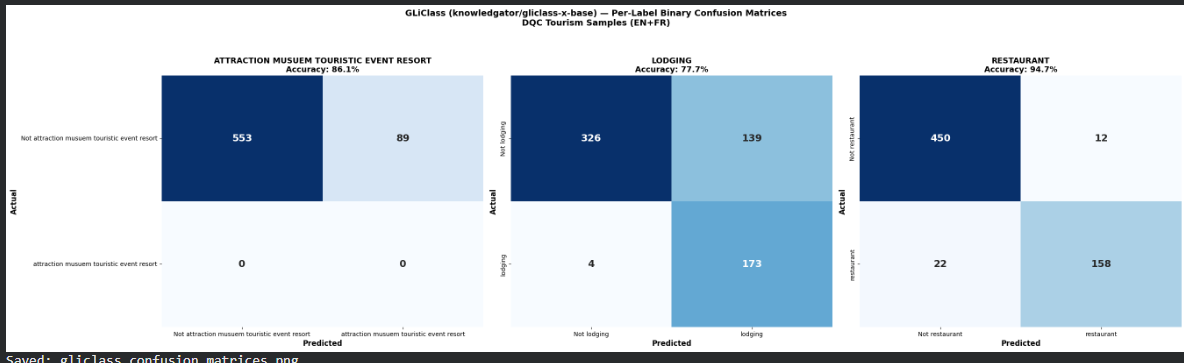 GLiClass (knowledgator/gliclass-x-base) — Per-Label Binary Confusion Matrices
DQC Tourism Samples (EN+FR)
ATTRACTION MUSUEM TOURISTIC EVENT RESORT
Accuracy: 86.1%
Actual
Not attraction musuem touristic event resort
553
89
attraction musuem touristic event resort
0
0
Not attraction musuem touristic event resort
attraction musuem touristic event resort
Predicted
LODGING
Accuracy: 77.7%
Actual
Not lodging
326
139
lodging
4
173
Not lodging
lodging
Predicted
RESTAURANT
Accuracy: 94.7%
Actual
Not restaurant
450
12
restaurant
22
158
Not restaurant
restaurant
Predicted
Saved: gliclass_confusion_matrices.png